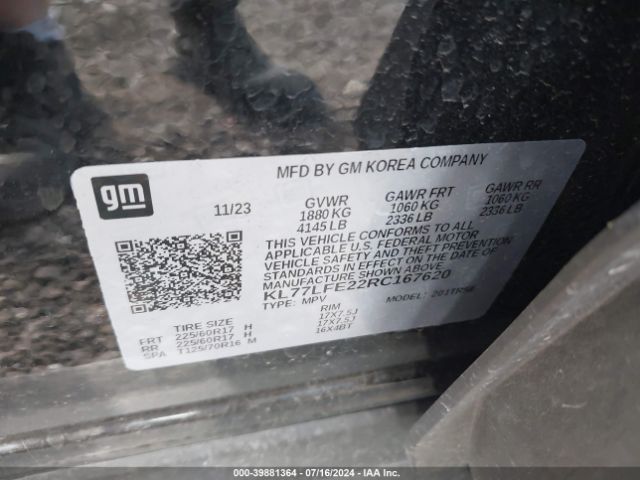 MFD BY GM KOREA COMPANY
gm
11/23
GVWR
1880 KG
4145 LB
GAWR FRT
1060 KG
2336 LB
GAWR RR
1060 KG
2336 LB
THIS VEHICLE CONFORMS TO ALL
APPLICABLE U.S. FEDERAL MOTOR
VEHICLE SAFETY, BUMPER, AND THEFT PREVENTION
STANDARDS IN EFFECT ON THE DATE OF
MANUFACTURE SHOWN ABOVE
KL77LFE22RC167620
TYPE: MPV
MODEL: 201TR58
TIRE SIZE
RIM
FRT 225/60R17 H 17X7.5J
RR 225/60R17 H 17X7.5J
SPA T125/70R16 M 16X4BT
000-39881364 / 07/16/2024 / IAA Inc.